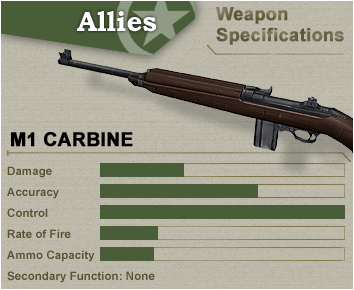 Allies
Weapon
Specifications
M1 CARBINE
Damage
Accuracy
Control
Rate of Fire
Ammo Capacity
Secondary Function: None